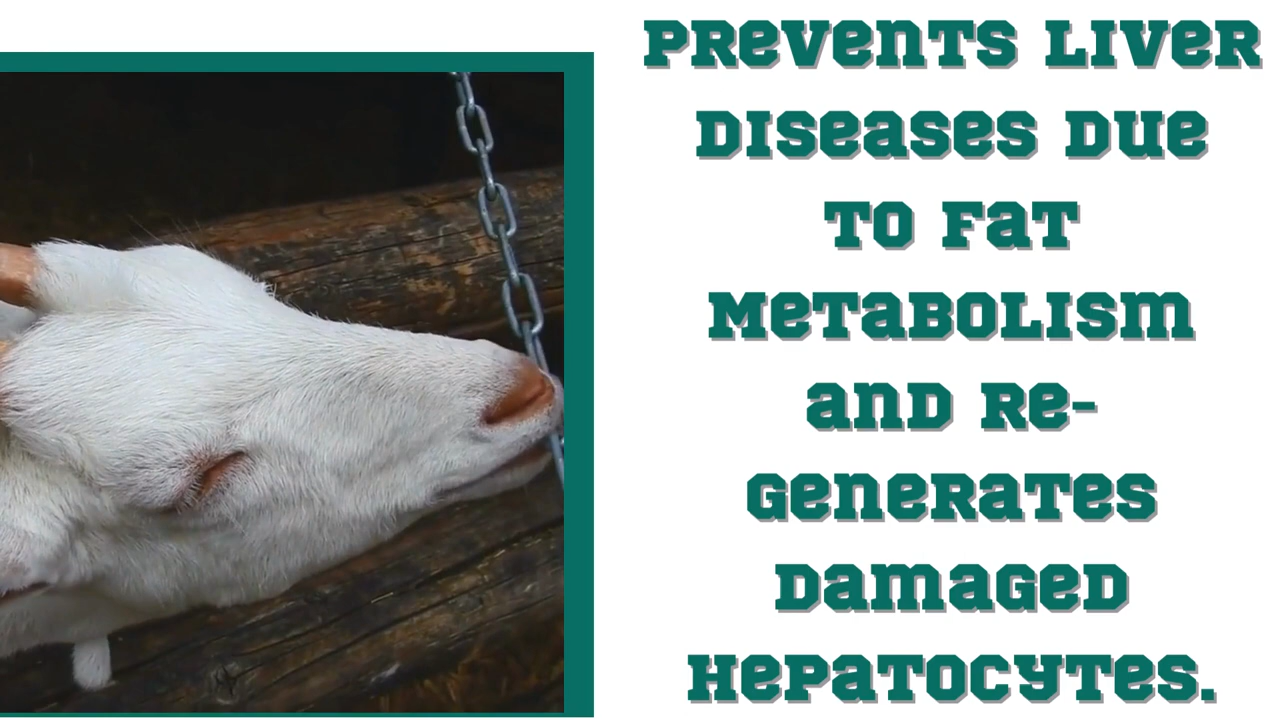 PREVENTS LIVER
DISEASES DUE
TO FAT
METABOLISM
AND RE-
GENERATES
DAMAGED
HEPATOCYTES.